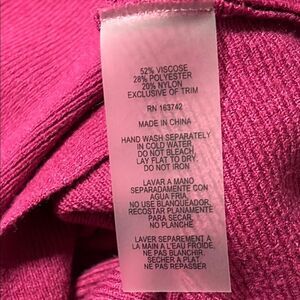 52% VISCOSE
28% POLYESTER
20% NYLON
EXCLUSIVE OF TRIM
RN 163742
MADE IN CHINA
HAND WASH SEPARATELY
IN COLD WATER,
DO NOT BLEACH,
LAY FLAT TO DRY,
DO NOT IRON
LAVAR A MANO
SEPARADAMENTE CON
AGUA FRIA,
NO USE BLANQUEADOR,
RECOSTAR PLANAMENTE
PARA SECAR,
NO PLANCHE
LAVER SEPAREMENT À
LA MAIN A L'EAU FROIDE,
NE PAS BLANCHIR,
SECHER A PLAT
NE PAS REPASSER